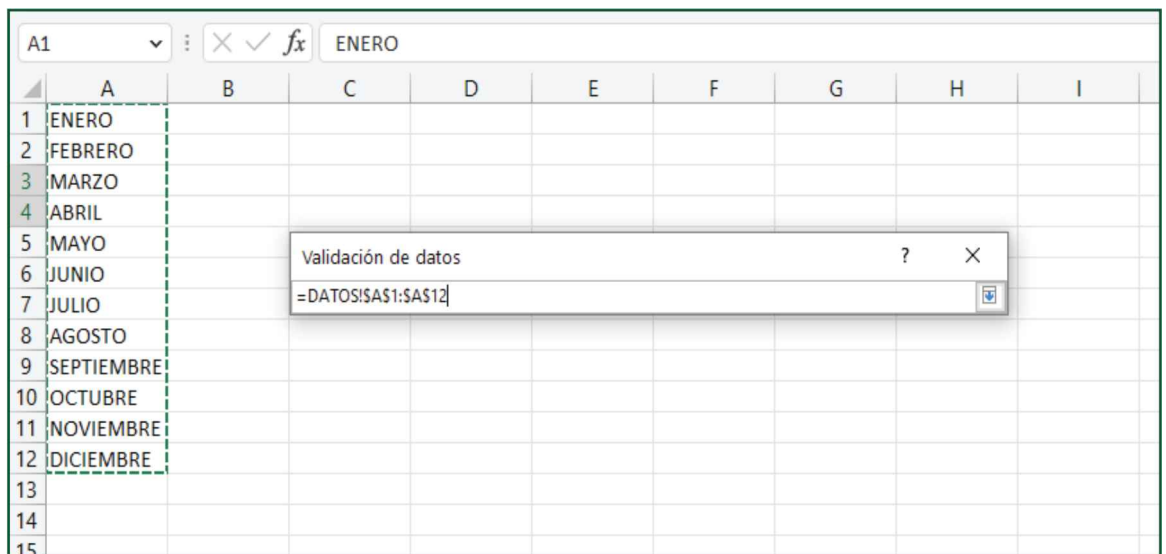 A1 fx ENERO
A B C D E F G H I
1 ENERO
2 FEBRERO
3 MARZO
4 ABRIL
5 MAYO
6 JUNIO
7 JULIO
8 AGOSTO
9 SEPTIEMBRE
10 OCTUBRE
11 NOVIEMBRE
12 DICIEMBRE
13
14
15
Validación de datos ?
=DATOS!$A$1:$A$12